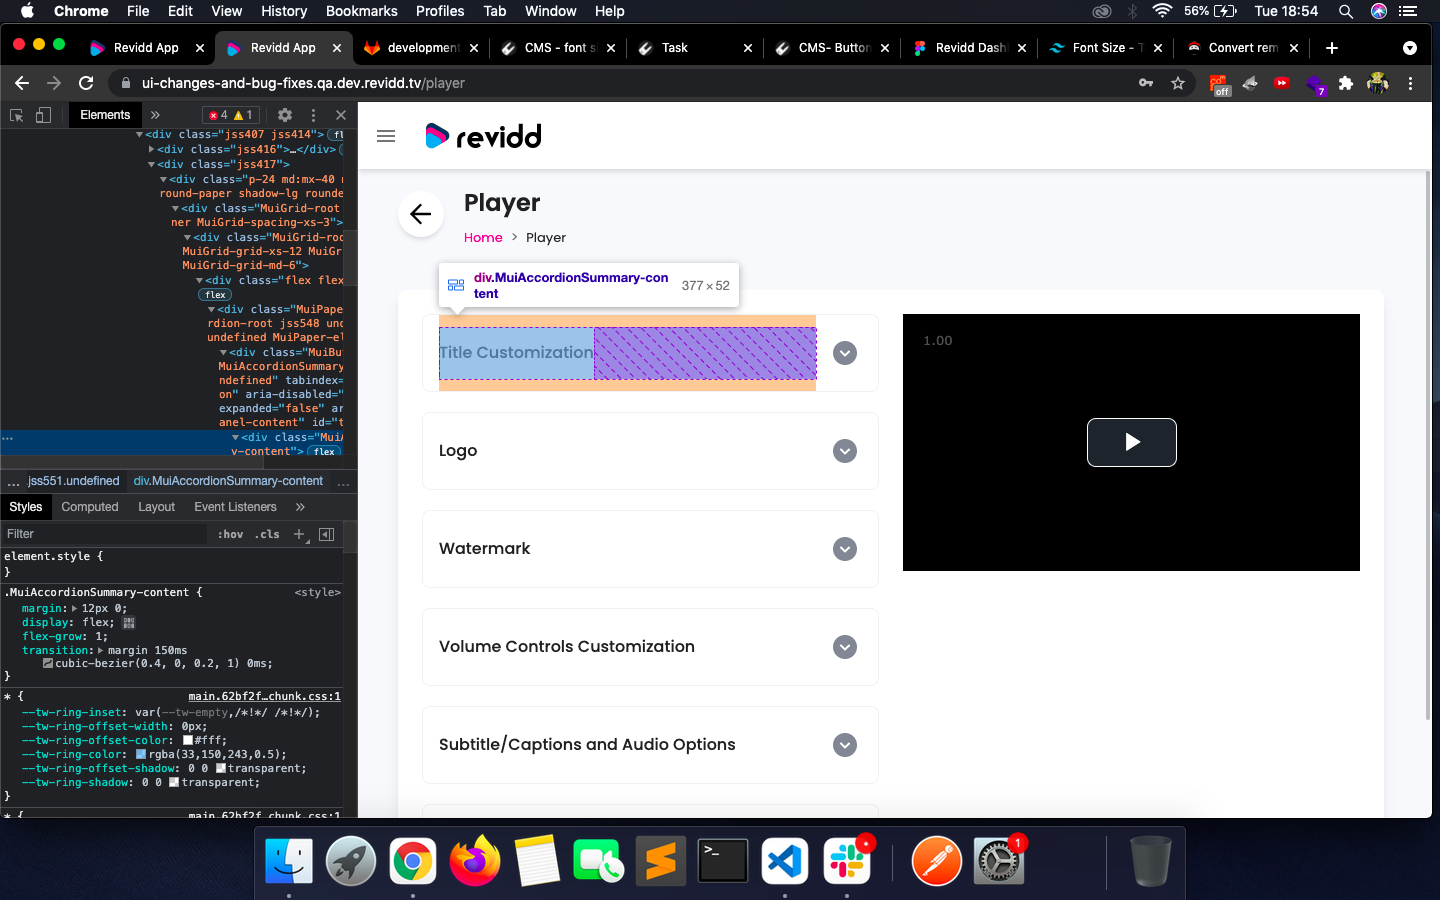 Chrome File Edit View History Bookmarks Profiles Tab Window Help 56% Tue 18:54
Revidd App Revidd App development CMS - font si Task CMS- Button Revidd Dash Font Size - T Convert rem
ui-changes-and-bug-fixes.qa.dev.revidd.tv/player off 7
Elements » 4 1
<div class="jss407 jss414"> fl
<div class="jss416">…</div>
<div class="jss417">
<div class="p-24 md:mx-40
round-paper shadow-lg rounde
<div class="MuiGrid-root
ner MuiGrid-spacing-xs-3">
<div class="MuiGrid-roo
MuiGrid-grid-xs-12 MuiGr
MuiGrid-grid-md-6">
<div class="flex flex
flex
<div class="MuiPape
rdion-root jss548 und
undefined MuiPaper-el
<div class="MuiBu
MuiAccordionSummary
ndefined" tabindex=
on" aria-disabled="
expanded="false" ar
anel-content" id="t
… <div class="MuiA
y-content"> flex
… jss551.undefined div.MuiAccordionSummary-content …
Styles Computed Layout Event Listeners »
Filter :hov .cls +
element.style {
}
.MuiAccordionSummary-content { <style>
margin: 12px 0;
display: flex;
flex-grow: 1;
transition: margin 150ms
cubic-bezier(0.4, 0, 0.2, 1) 0ms;
}
* { main.62bf2f…chunk.css:1
--tw-ring-inset: var(--tw-empty,/*!*/ /*!*/);
--tw-ring-offset-width: 0px;
--tw-ring-offset-color: #fff;
--tw-ring-color: rgba(33,150,243,0.5);
--tw-ring-offset-shadow: 0 0 transparent;
--tw-ring-shadow: 0 0 transparent;
}
* { main.62bf2f…chunk.css:1
revidd
Player
Home > Player
div.MuiAccordionSummary-con
tent
377 × 52
Title Customization
1.00
Logo
Watermark
Volume Controls Customization
Subtitle/Captions and Audio Options
>_
1